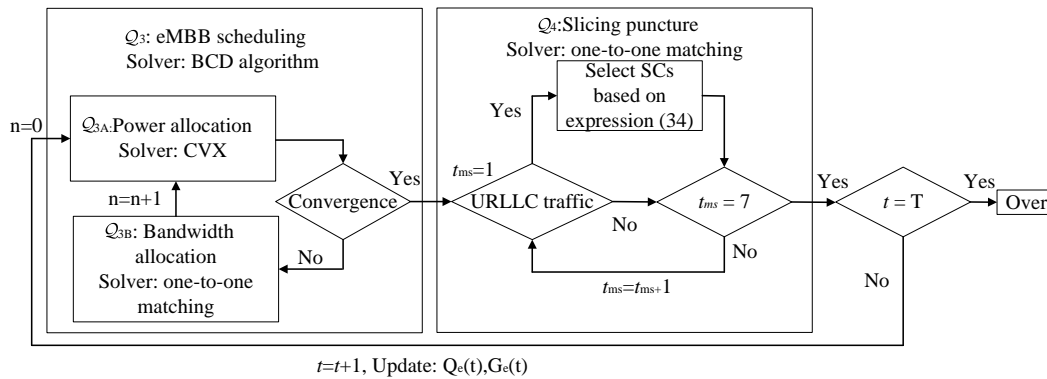 Q3: eMBB scheduling
Solver: BCD algorithm
Q4:Slicing puncture
Solver: one-to-one matching
Select SCs
based on
expression (34)
Yes
n=0
Q3A:Power allocation
Solver: CVX
n=n+1
Convergence
Yes
No
Q3B: Bandwidth
allocation
Solver: one-to-one
matching
tms=1
URLLC traffic
No
tms = 7
No
tms=tms+1
Yes
t = T
Yes
Over
No
t=t+1, Update: Qe(t),Ge(t)